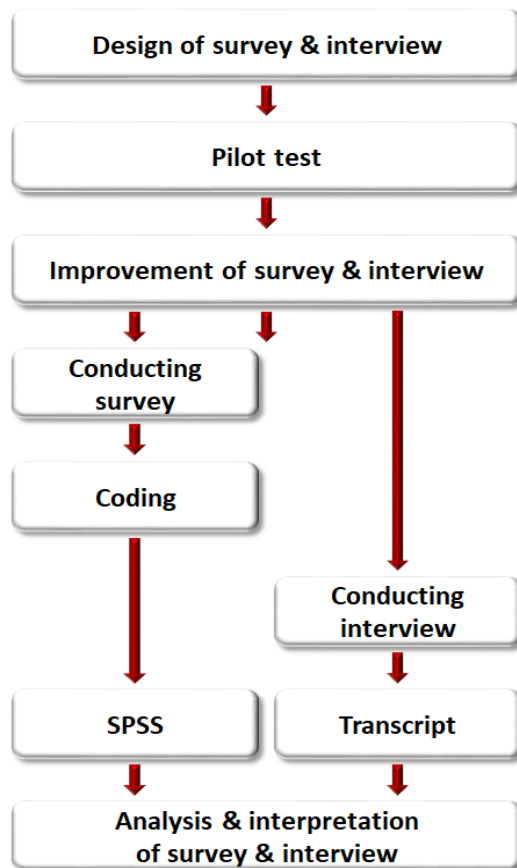 Design of survey & interview
Pilot test
Improvement of survey & interview
Conducting
survey
Coding
Conducting
interview
SPSS
Transcript
Analysis & interpretation
of survey & interview